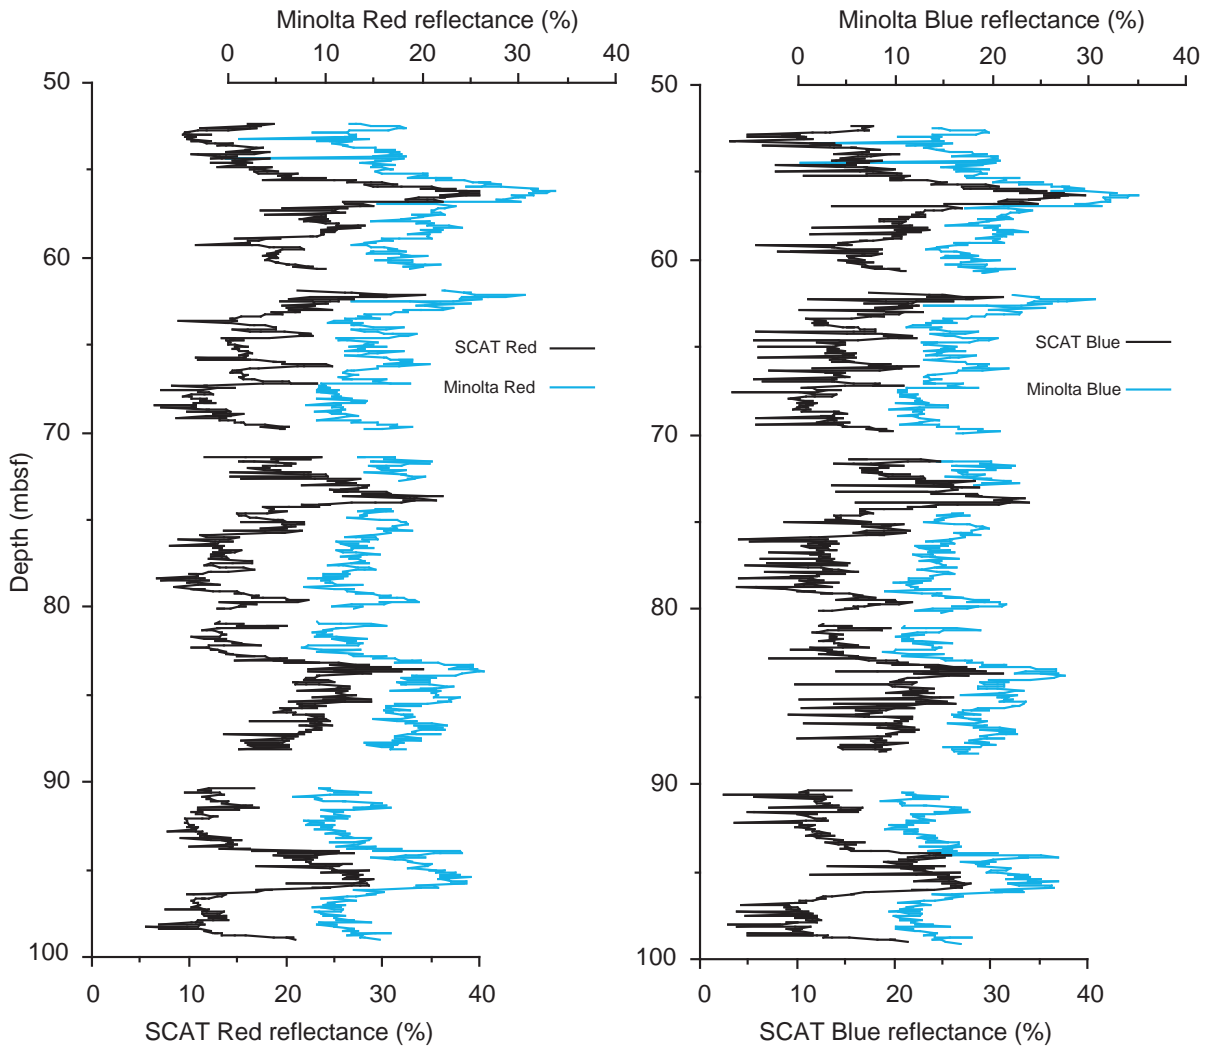 Minolta Red reflectance (%)
0 10 20 30 40
Minolta Blue reflectance (%)
0 10 20 30 40
Depth (mbsf)
50
60
70
80
90
100
SCAT Red
Minolta Red
0 10 20 30 40
SCAT Red reflectance (%)
50
60
70
80
90
100
SCAT Blue
Minolta Blue
0 10 20 30 40
SCAT Blue reflectance (%)